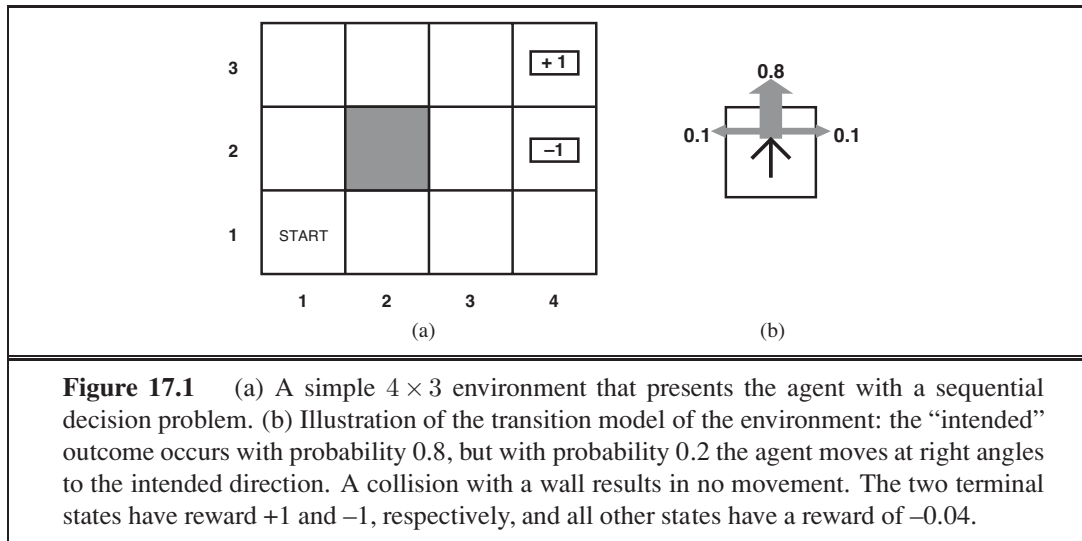 3
+ 1
0.8
0.1
0.1
2
–1
1
START
1 2 3 4
(a) (b)
Figure 17.1 (a) A simple 4 × 3 environment that presents the agent with a sequential
decision problem. (b) Illustration of the transition model of the environment: the “intended”
outcome occurs with probability 0.8, but with probability 0.2 the agent moves at right angles
to the intended direction. A collision with a wall results in no movement. The two terminal
states have reward +1 and –1, respectively, and all other states have a reward of –0.04.